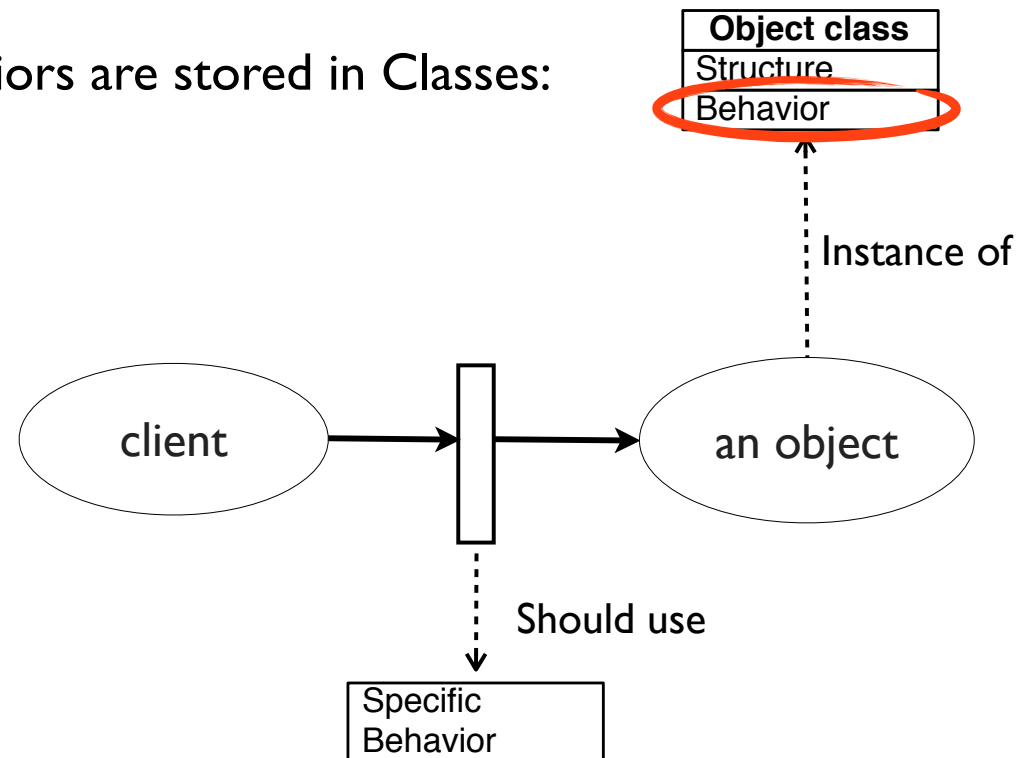 iors are stored in Classes:
Object class
Structure
Behavior
Instance of
client
an object
Should use
Specific
Behavior